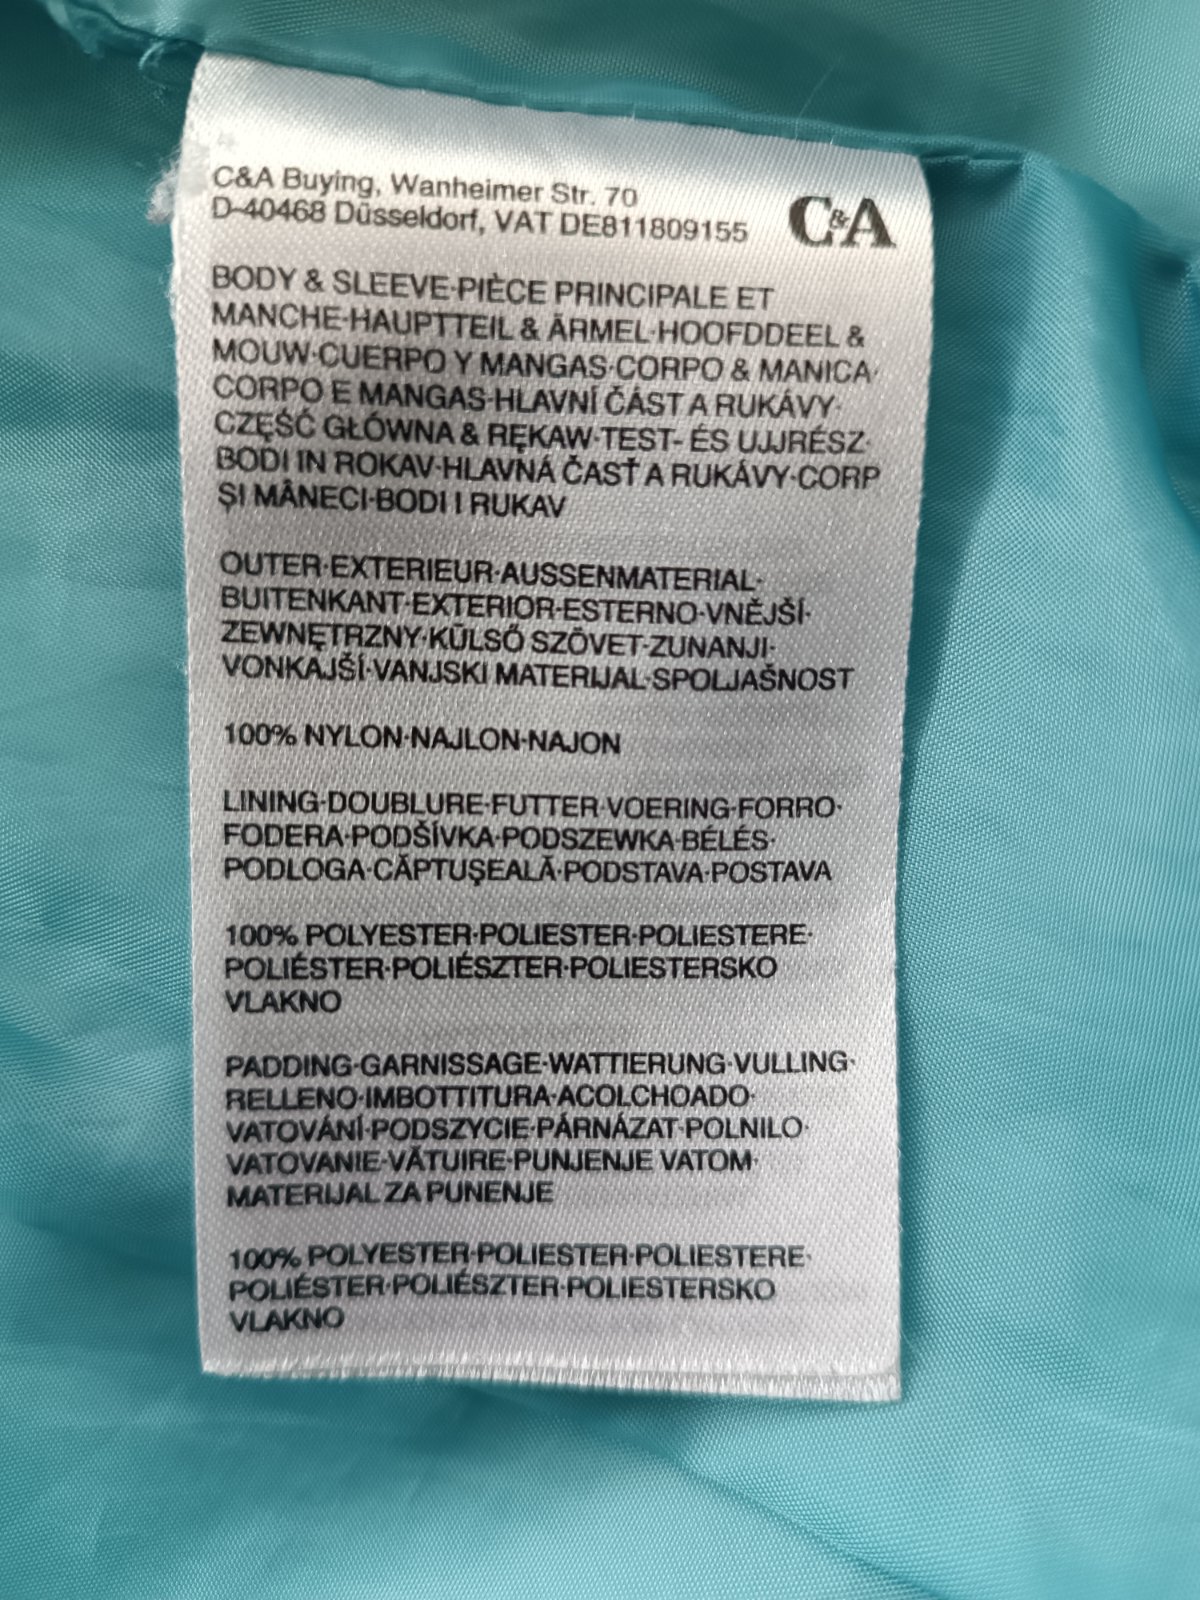 C&A Buying, Wanheimer Str. 70
D-40468 Düsseldorf, VAT DE811809155
C&A
BODY & SLEEVE·PIÈCE PRINCIPALE ET
MANCHE·HAUPTTEIL & ÄRMEL·HOOFDDEEL &
MOUW·CUERPO Y MANGAS·CORPO & MANICA·
CORPO E MANGAS·HLAVNÍ ČÁST A RUKÁVY·
CZĘŚĆ GŁÓWNA & RĘKAW·TEST- ÉS UJJRÉSZ·
BODI IN ROKAV·HLAVNÁ ČASŤ A RUKÁVY·CORP
ȘI MÂNECI·BODI I RUKAV
OUTER·EXTERIEUR·AUSSENMATERIAL·
BUITENKANT·EXTERIOR·ESTERNO·VNĚJŠÍ·
ZEWNĘTRZNY·KÜLSŐ SZÖVET·ZUNANJI·
VONKAJŠÍ·VANJSKI MATERIJAL·SPOLJAŠNOST
100% NYLON·NAJLON·NAJON
LINING·DOUBLURE·FUTTER·VOERING·FORRO·
FODERA·PODŠÍVKA·PODSZEWKA·BÉLÉS·
PODLOGA·CĂPTUȘEALĂ·PODSTAVA·POSTAVA
100% POLYESTER·POLIESTER·POLIESTERE·
POLIÉSTER·POLIÉSZTER·POLIESTERSKO
VLAKNO
PADDING·GARNISSAGE·WATTIERUNG·VULLING·
RELLENO·IMBOTTITURA·ACOLCHOADO·
VATOVÁNÍ·PODSZYCIE·PÁRNÁZAT·POLNILO·
VATOVANIE·VĂTUIRE·PUNJENJE VATOM·
MATERIJAL ZA PUNENJE
100% POLYESTER·POLIESTER·POLIESTERE·
POLIÉSTER·POLIÉSZTER·POLIESTERSKO
VLAKNO